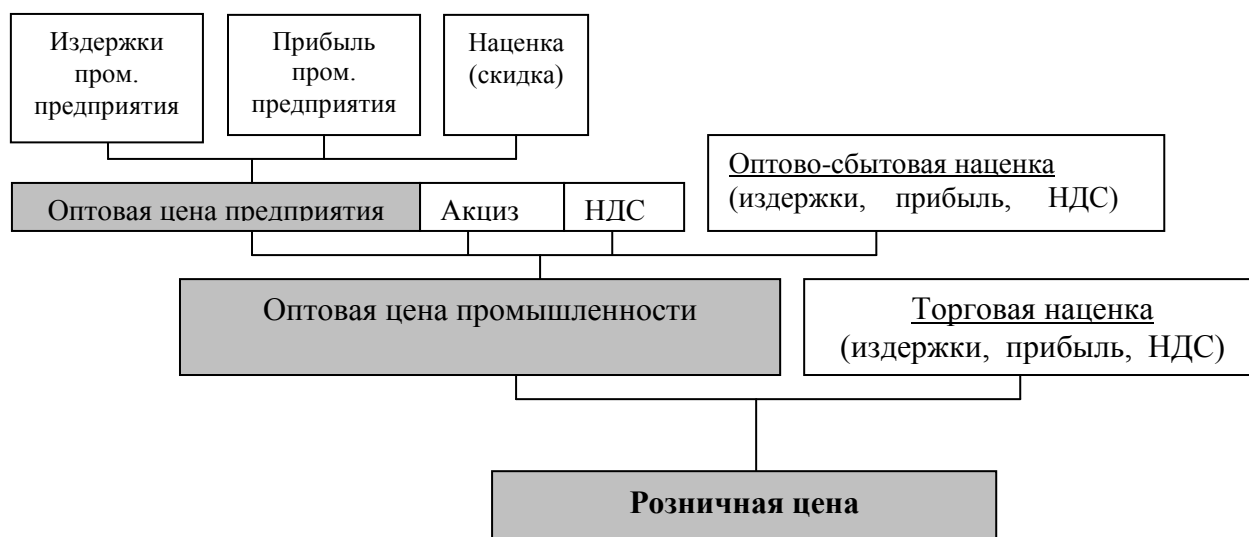 Издержки
пром.
предприятия
Прибыль
пром.
предприятия
Наценка
(скидка)
Оптово-сбытовая наценка
(издержки, прибыль, НДС)
Оптовая цена предприятия
Акциз
НДС
Оптовая цена промышленности
Торговая наценка
(издержки, прибыль, НДС)
Розничная цена